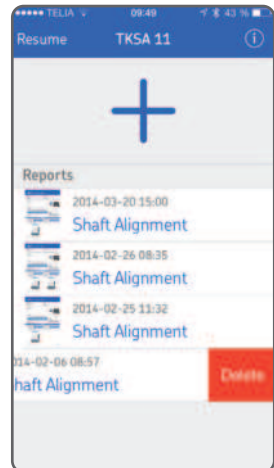 TELIA 09:49 43 %
Resume TKSA 11
Reports
2014-03-20 15:00
Shaft Alignment
2014-02-26 08:35
Shaft Alignment
2014-02-25 11:32
Shaft Alignment
014-02-06 08:57
haft Alignment
Delete